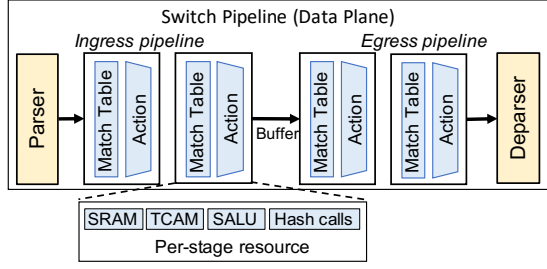 Switch Pipeline (Data Plane)
Ingress pipeline
Egress pipeline
Parser
Match Table
Action
Match Table
Action
Buffer
Match Table
Action
Match Table
Action
Deparser
SRAM
TCAM
SALU
Hash calls
Per-stage resource